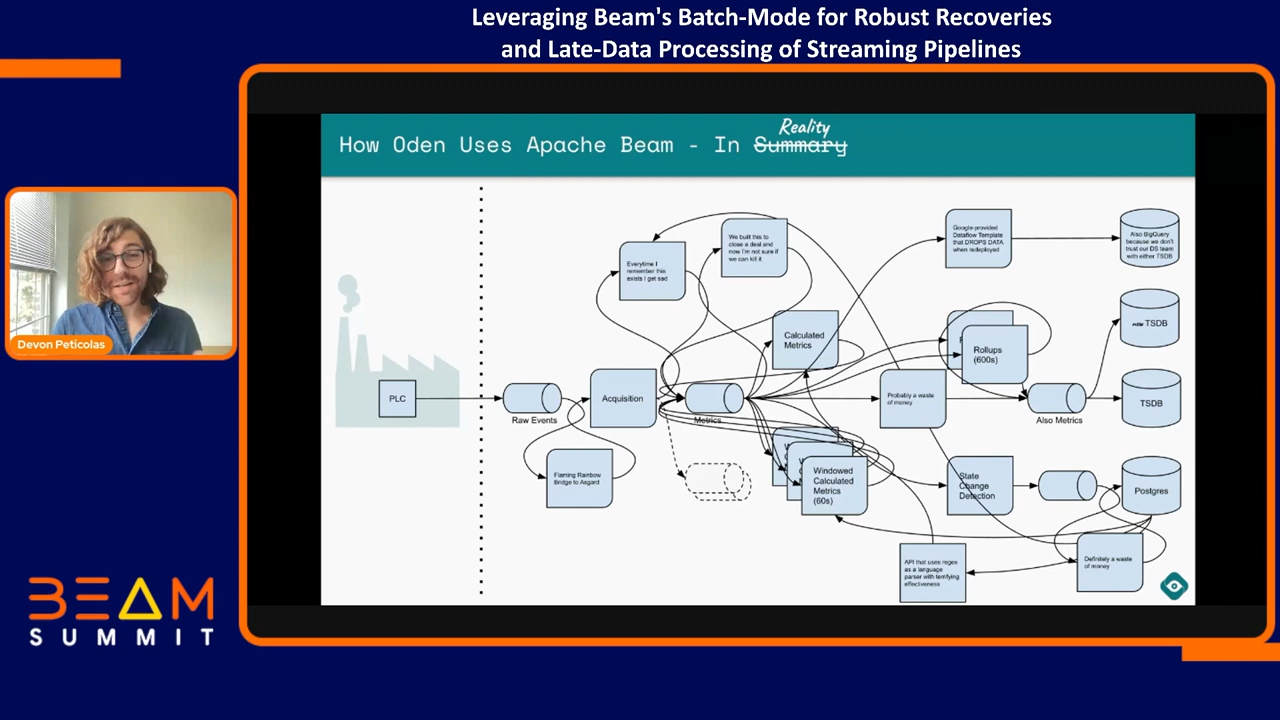 Leveraging Beam's Batch-Mode for Robust Recoveries
and Late-Data Processing of Streaming Pipelines
Reality
How Oden Uses Apache Beam - In Summary
Devon Peticolas
BEAM
SUMMIT
PLC
Raw Events
Acquisition
Flaming Rainbow
Bridge to Asgard
Everytime I
remember this
exists I get sad
We built this to
close a deal and
now I'm not sure if
we can kill it
Metrics
Calculated
Metrics
Windowed
Calculated
Metrics
(60s)
Google-provided
Dataflow Template
that DROPS DATA
when redeployed
Rollups
(600s)
Probably a waste
of money
State
Change
Detection
API that uses regex
as a language
parser with terrifying
effectiveness
Also Metrics
Definitely a waste
of money
Also BigQuery
because we don't
trust our DS team
with either TSDB
TSDB
TSDB
Postgres